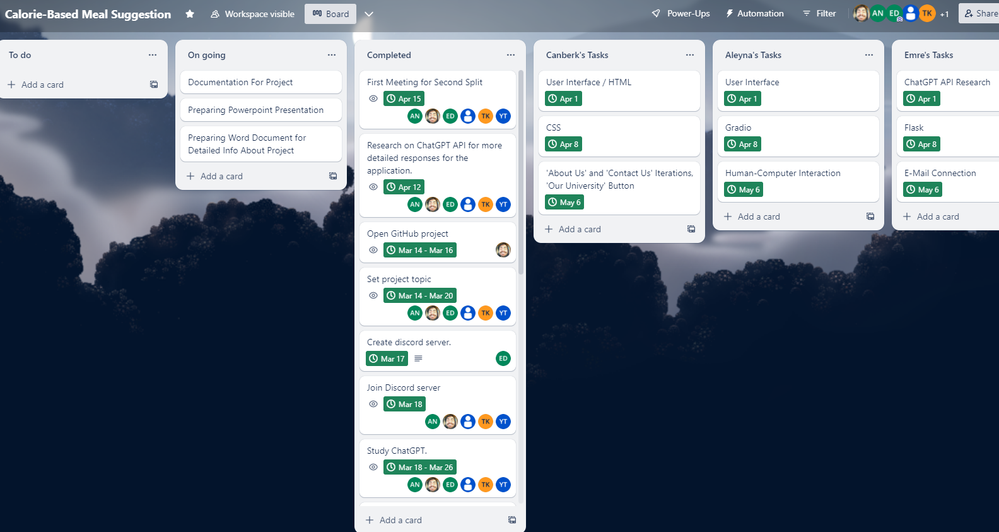 Calorie-Based Meal Suggestion
Workspace visible
Board
Power-Ups
Automation
Filter
AN
ED
TK
+1
Share
To do
Add a card
On going
Documentation For Project
Preparing Powerpoint Presentation
Preparing Word Document for
Detailed Info About Project
Add a card
Completed
First Meeting for Second Split
Apr 15
AN ED TK YT
Research on ChatGPT API for more
detailed responses for the
application.
Apr 12
AN ED TK YT
Open GitHub project
Mar 14 - Mar 16
Set project topic
Mar 14 - Mar 20
AN ED TK YT
Create discord server.
Mar 17
ED
Join Discord server
Mar 18
AN TK YT
Study ChatGPT.
Mar 18 - Mar 26
AN ED TK YT
Add a card
Canberk's Tasks
User Interface / HTML
Apr 1
CSS
Apr 8
'About Us' and 'Contact Us' Iterations,
'Our University' Button
May 6
Add a card
Aleyna's Tasks
User Interface
Apr 1
Gradio
Apr 8
Human-Computer Interaction
May 6
Add a card
Emre's Tasks
ChatGPT API Research
Apr 1
Flask
Apr 8
E-Mail Connection
May 6
Add a card